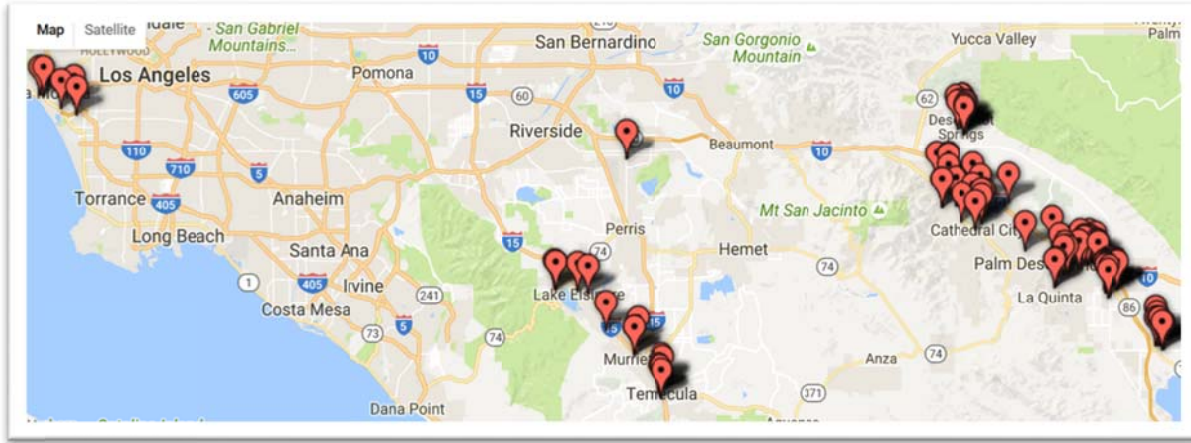 Map Satellite
San Gabriel
Mountains...
HOLLYWOOD
Los Angeles
Pomona
10
San Bernardino
San Gorgonio
Mountain
Yucca Valley
Palm
605
15
60
10
62
Riverside
Beaumont
10
Springs
110
710
5
Torrance
405
Anaheim
Long Beach
Mt San Jacinto
Cathedral City
Perris
Santa Ana
15
74
Hemet
74
Palm
1
405
Irvine
241
Lake
La Quinta
10
86
Costa Mesa
73
5
74
15
15
Anza
74
Temecula
371
Dana Point